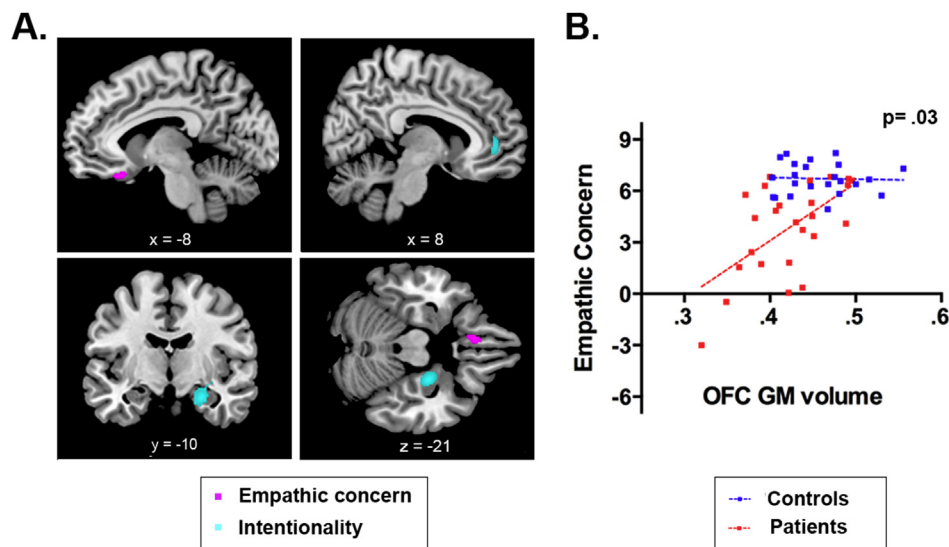 A.
B.
x = -8
x = 8
y = -10
z = -21
Empathic concern
Intentionality
p= .03
Empathic Concern
9
6
3
0
-3
-6
.3
.4
.5
.6
OFC GM volume
Controls
Patients